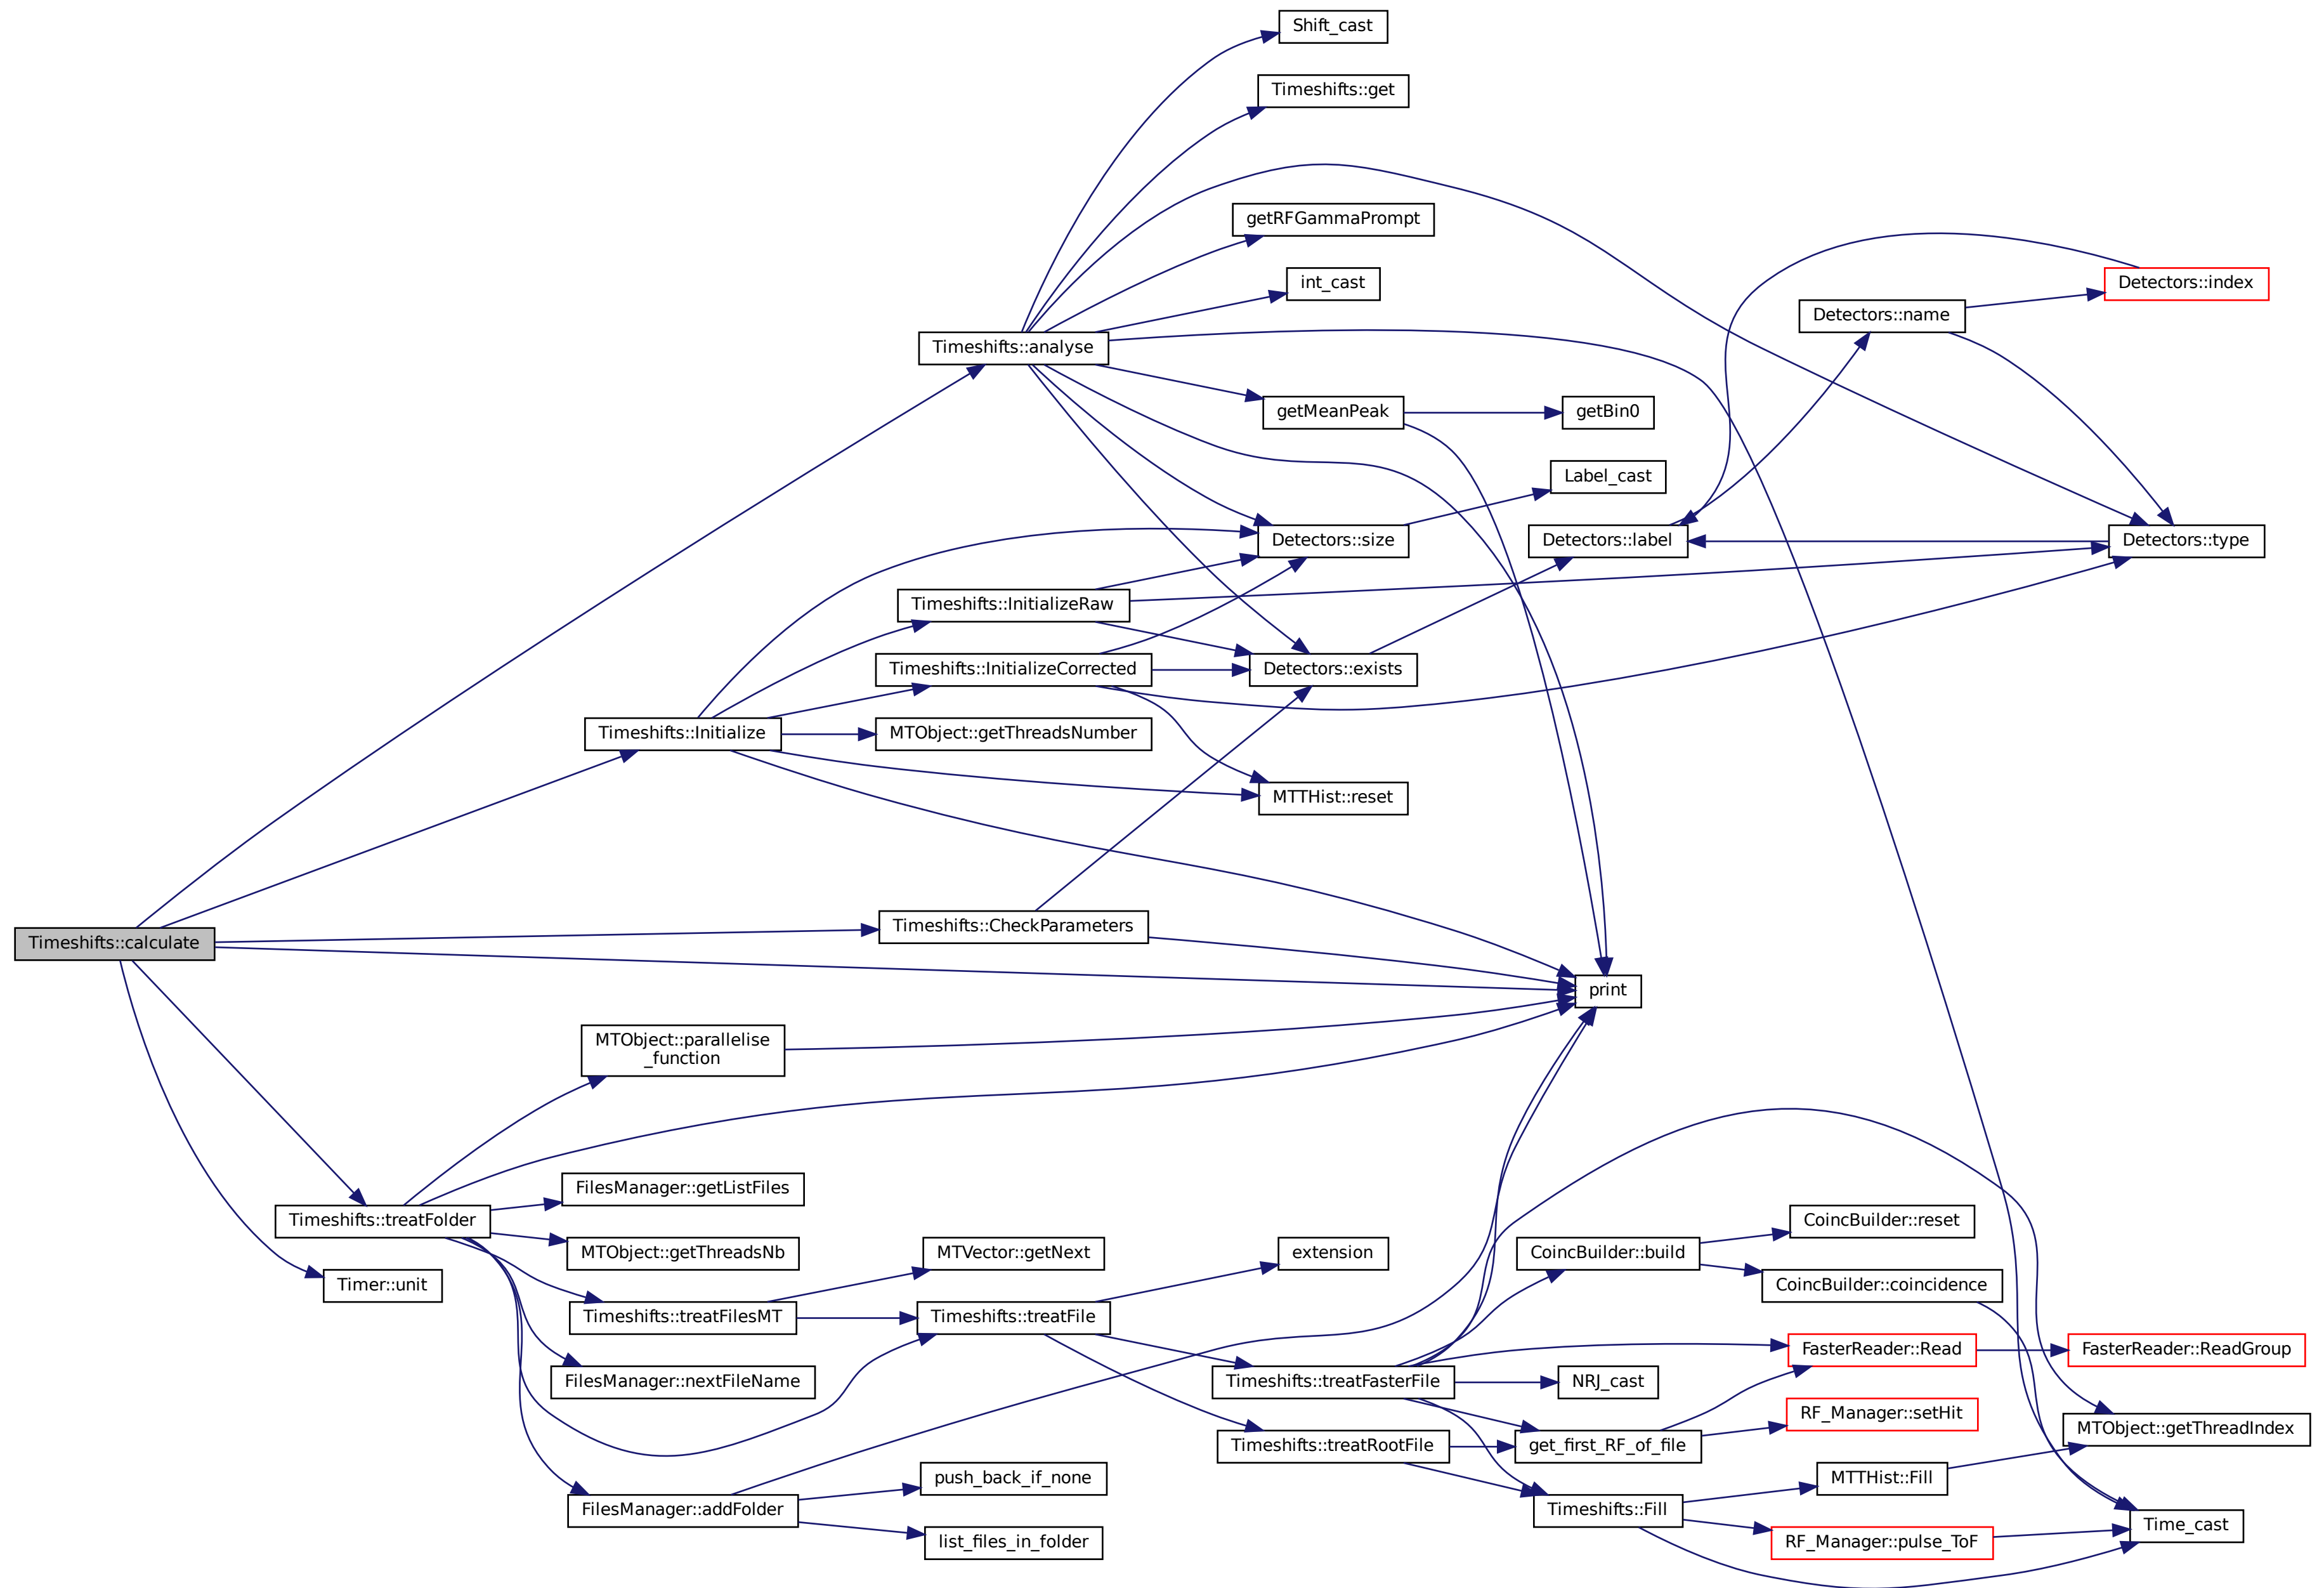 Shift_cast
Timeshifts::get
getRFGammaPrompt
int_cast
Detectors::index
Detectors::name
Timeshifts::analyse
getMeanPeak
getBin0
Label_cast
Detectors::size
Detectors::label
Detectors::type
Timeshifts::InitializeRaw
Timeshifts::InitializeCorrected
Detectors::exists
Timeshifts::Initialize
MTObject::getThreadsNumber
MTTHist::reset
Timeshifts::CheckParameters
Timeshifts::calculate
print
MTObject::parallelise
_function
FilesManager::getListFiles
Timeshifts::treatFolder
CoincBuilder::reset
MTObject::getThreadsNb
MTVector::getNext
extension
CoincBuilder::build
Timer::unit
CoincBuilder::coincidence
Timeshifts::treatFilesMT
Timeshifts::treatFile
FasterReader::Read
FasterReader::ReadGroup
FilesManager::nextFileName
Timeshifts::treatFasterFile
NRJ_cast
RF_Manager::setHit
MTObject::getThreadIndex
Timeshifts::treatRootFile
get_first_RF_of_file
push_back_if_none
MTTHist::Fill
FilesManager::addFolder
Timeshifts::Fill
Time_cast
list_files_in_folder
RF_Manager::pulse_ToF